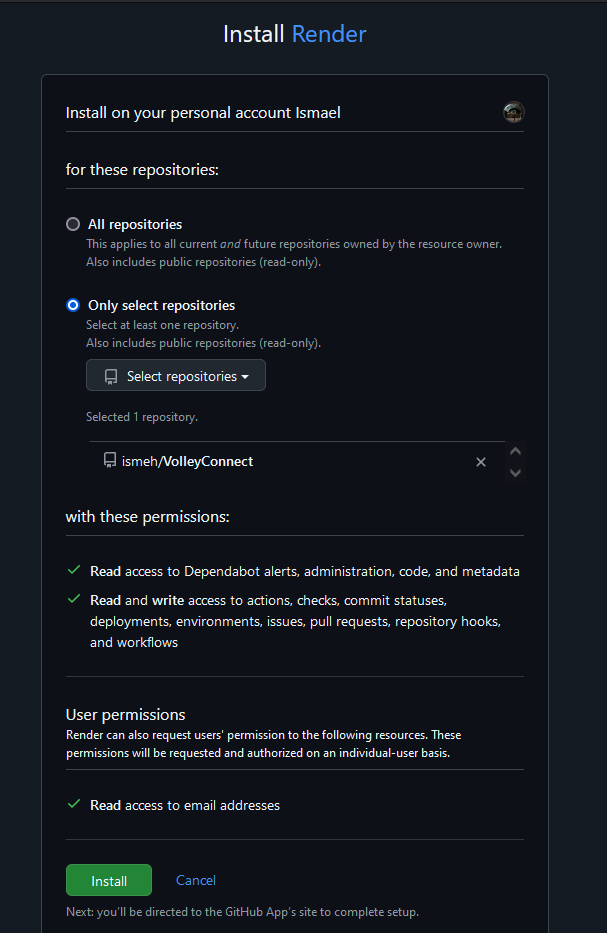 Install Render
Install on your personal account Ismael
for these repositories:
All repositories
This applies to all current and future repositories owned by the resource owner.
Also includes public repositories (read-only).
Only select repositories
Select at least one repository.
Also includes public repositories (read-only).
Select repositories
Selected 1 repository.
ismeh/VolleyConnect
with these permissions:
Read access to Dependabot alerts, administration, code, and metadata
Read and write access to actions, checks, commit statuses,
deployments, environments, issues, pull requests, repository hooks,
and workflows
User permissions
Render can also request users' permission to the following resources. These
permissions will be requested and authorized on an individual-user basis.
Read access to email addresses
Install Cancel
Next: you'll be directed to the GitHub App's site to complete setup.